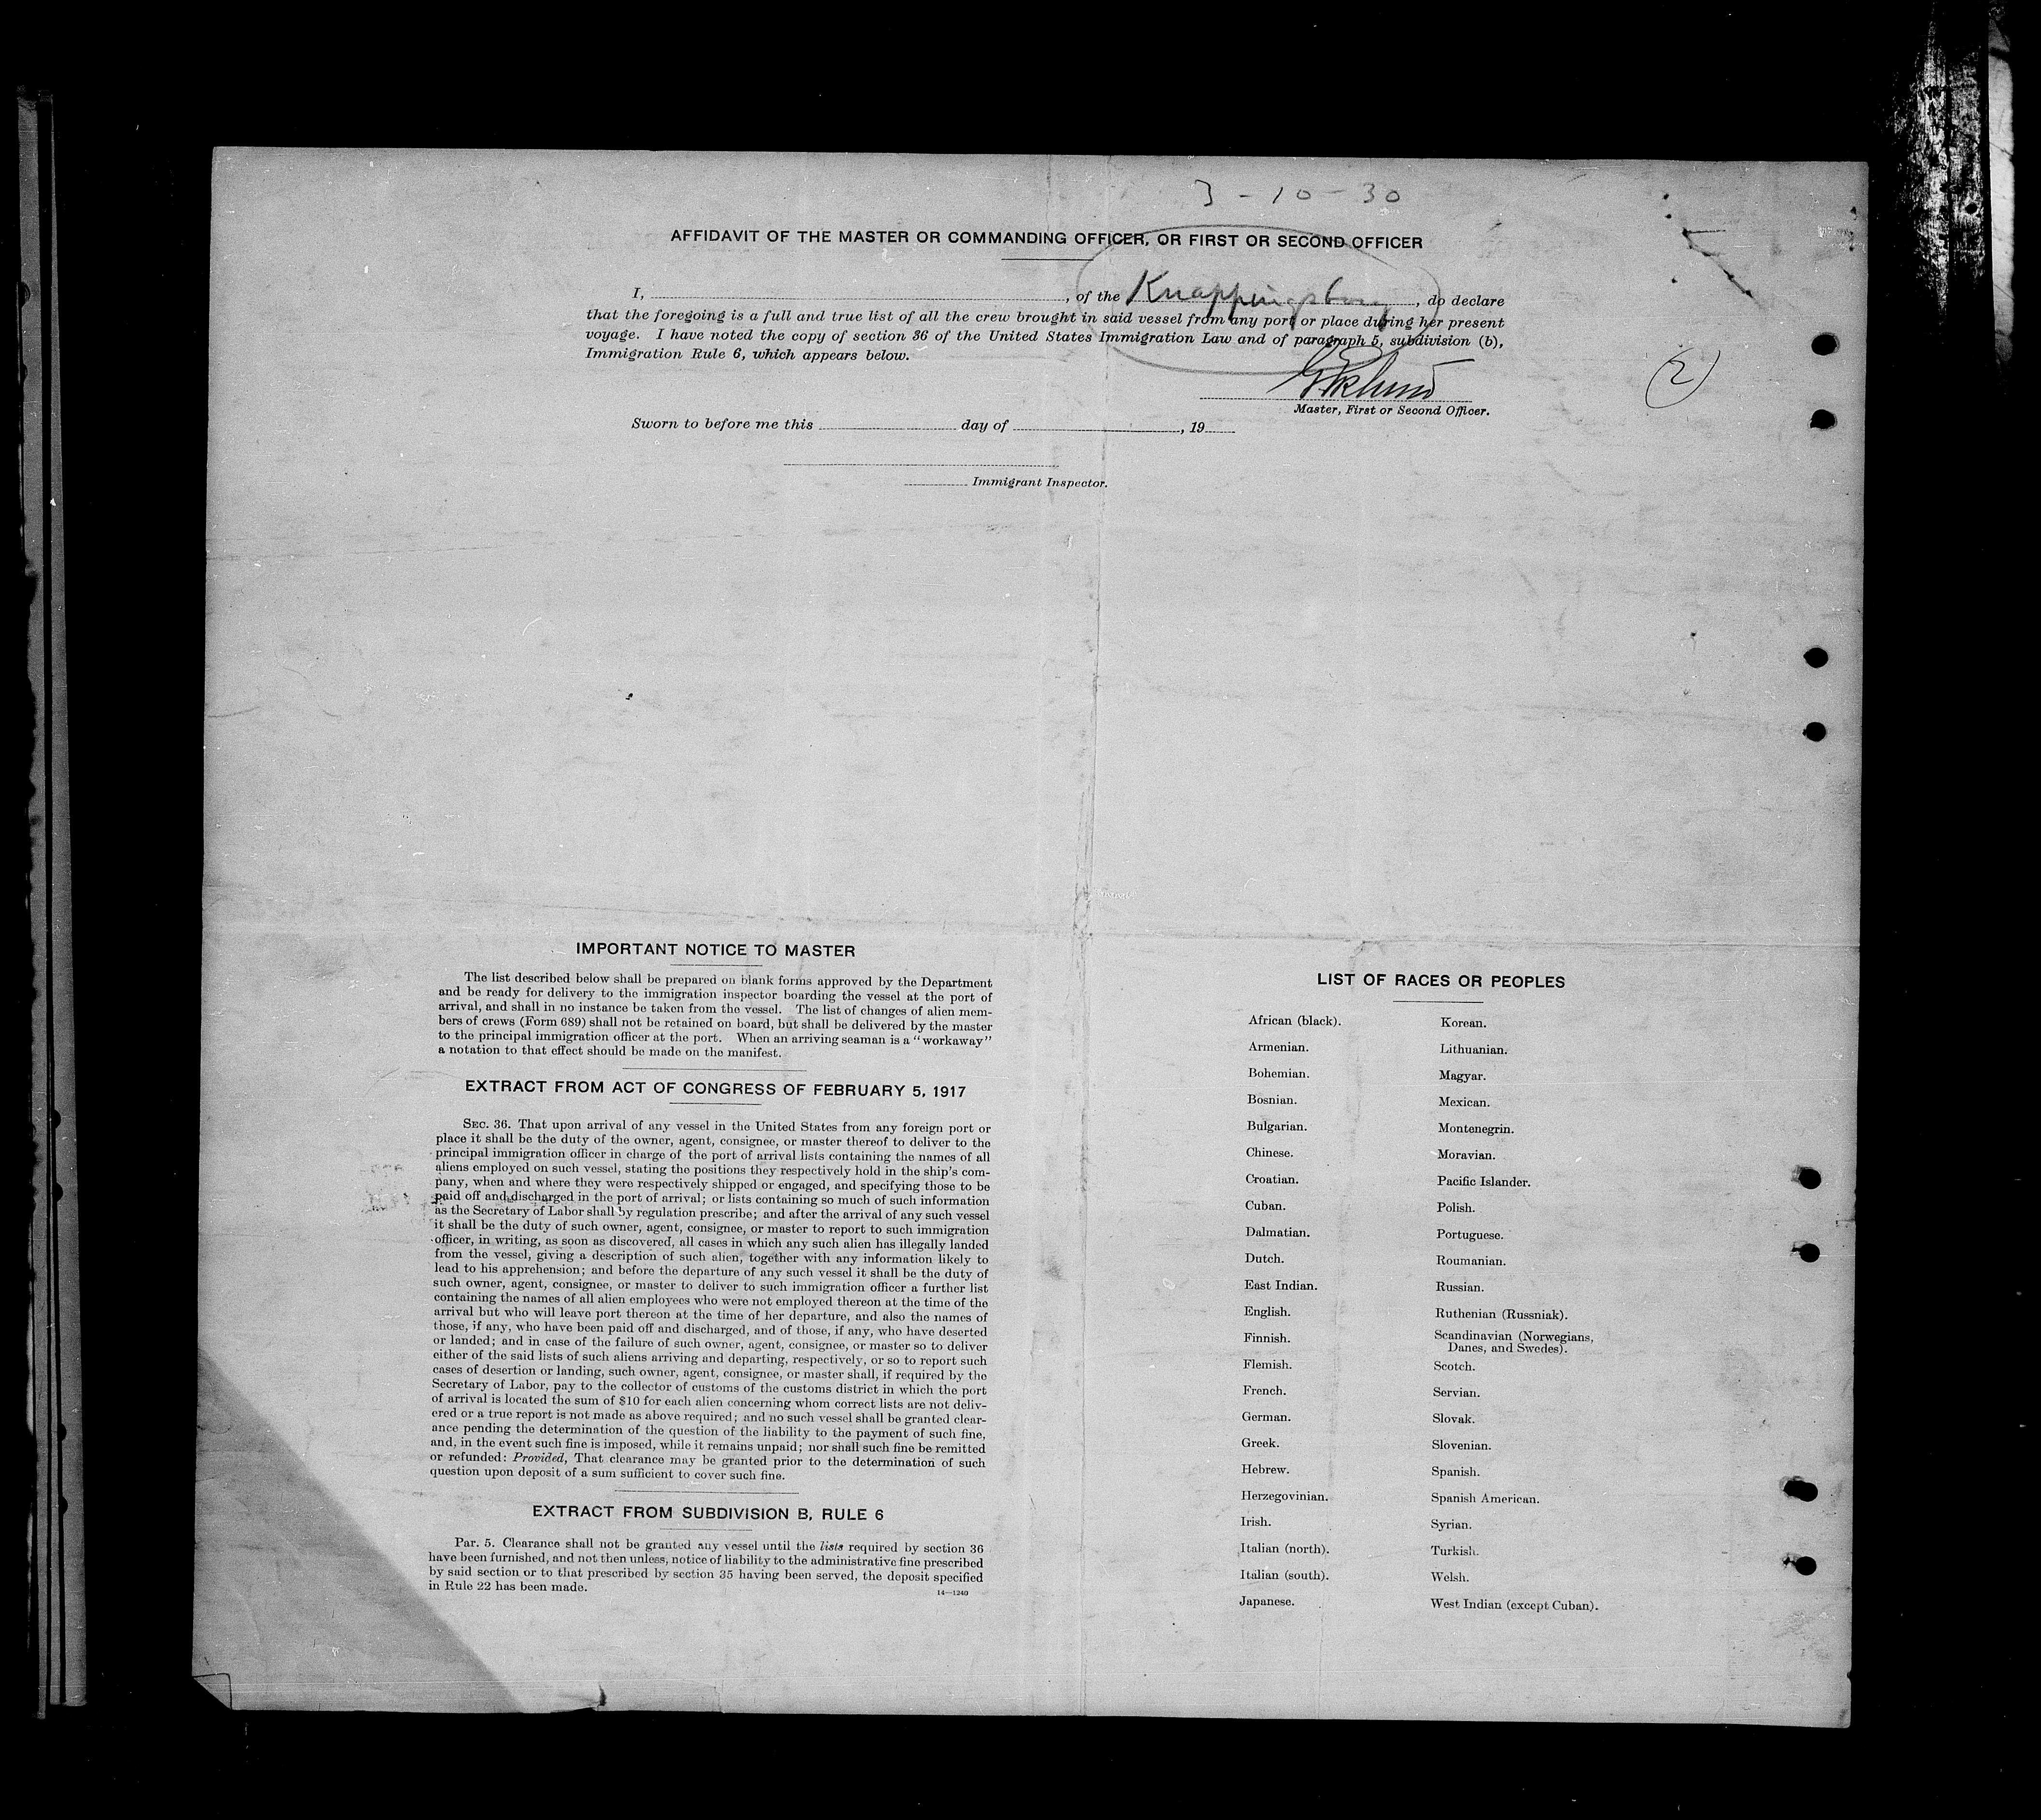 3-10-30
AFFIDAVIT OF THE MASTER OR COMMANDING OFFICER, OR FIRST OR SECOND OFFICER
I, , of the Knappingsborg, do declare
that the foregoing is a full and true list of all the crew brought in said vessel from any port or place during her present
voyage. I have noted the copy of section 36 of the United States Immigration Law and of paragraph 5, subdivision (b),
Immigration Rule 6, which appears below.
Eklund
Master, First or Second Officer.
(2)
Sworn to before me this day of , 19
Immigrant Inspector.
IMPORTANT NOTICE TO MASTER
The list described below shall be prepared on blank forms approved by the Department
and be ready for delivery to the immigration inspector boarding the vessel at the port of
arrival, and shall in no instance be taken from the vessel. The list of changes of alien mem-
bers of crews (Form 689) shall not be retained on board, but shall be delivered by the master
to the principal immigration officer at the port. When an arriving seaman is a "workaway"
a notation to that effect should be made on the manifest.
EXTRACT FROM ACT OF CONGRESS OF FEBRUARY 5, 1917
SEC. 36. That upon arrival of any vessel in the United States from any foreign port or
place it shall be the duty of the owner, agent, consignee, or master thereof to deliver to the
principal immigration officer in charge of the port of arrival lists containing the names of all
aliens employed on such vessel, stating the positions they respectively hold in the ship's com-
pany, when and where they were respectively shipped or engaged, and specifying those to be
paid off and discharged in the port of arrival; or lists containing so much of such information
as the Secretary of Labor shall by regulation prescribe; and after the arrival of any such vessel
it shall be the duty of such owner, agent, consignee, or master to report to such immigration
officer, in writing, as soon as discovered, all cases in which any such alien has illegally landed
from the vessel, giving a description of such alien, together with any information likely to
lead to his apprehension; and before the departure of any such vessel it shall be the duty of
such owner, agent, consignee, or master to deliver to such immigration officer a further list
containing the names of all alien employees who were not employed thereon at the time of the
arrival but who will leave port thereon at the time of her departure, and also the names of
those, if any, who have been paid off and discharged, and of those, if any, who have deserted
or landed; and in case of the failure of such owner, agent, consignee, or master so to deliver
either of the said lists of such aliens arriving and departing, respectively, or so to report such
cases of desertion or landing, such owner, agent, consignee, or master shall, if required by the
Secretary of Labor, pay to the collector of customs of the customs district in which the port
of arrival is located the sum of $10 for each alien concerning whom correct lists are not deliv-
ered or a true report is not made as above required; and no such vessel shall be granted clear-
ance pending the determination of the question of the liability to the payment of such fine,
and, in the event such fine is imposed, while it remains unpaid; nor shall such fine be remitted
or refunded: Provided, That clearance may be granted prior to the determination of such
question upon deposit of a sum sufficient to cover such fine.
EXTRACT FROM SUBDIVISION B, RULE 6
Par. 5. Clearance shall not be granted any vessel until the lists required by section 36
have been furnished, and not then unless, notice of liability to the administrative fine prescribed
by said section or to that prescribed by section 35 having been served, the deposit specified
in Rule 22 has been made.
14—1240
LIST OF RACES OR PEOPLES
African (black).
Armenian.
Bohemian.
Bosnian.
Bulgarian.
Chinese.
Croatian.
Cuban.
Dalmatian.
Dutch.
East Indian.
English.
Finnish.
Flemish.
French.
German.
Greek.
Hebrew.
Herzegovinian.
Irish.
Italian (north).
Italian (south).
Japanese.
Korean.
Lithuanian.
Magyar.
Mexican.
Montenegrin.
Moravian.
Pacific Islander.
Polish.
Portuguese.
Roumanian.
Russian.
Ruthenian (Russniak).
Scandinavian (Norwegians,
Danes, and Swedes).
Scotch.
Servian.
Slovak.
Slovenian.
Spanish.
Spanish American.
Syrian.
Turkish.
Welsh.
West Indian (except Cuban).